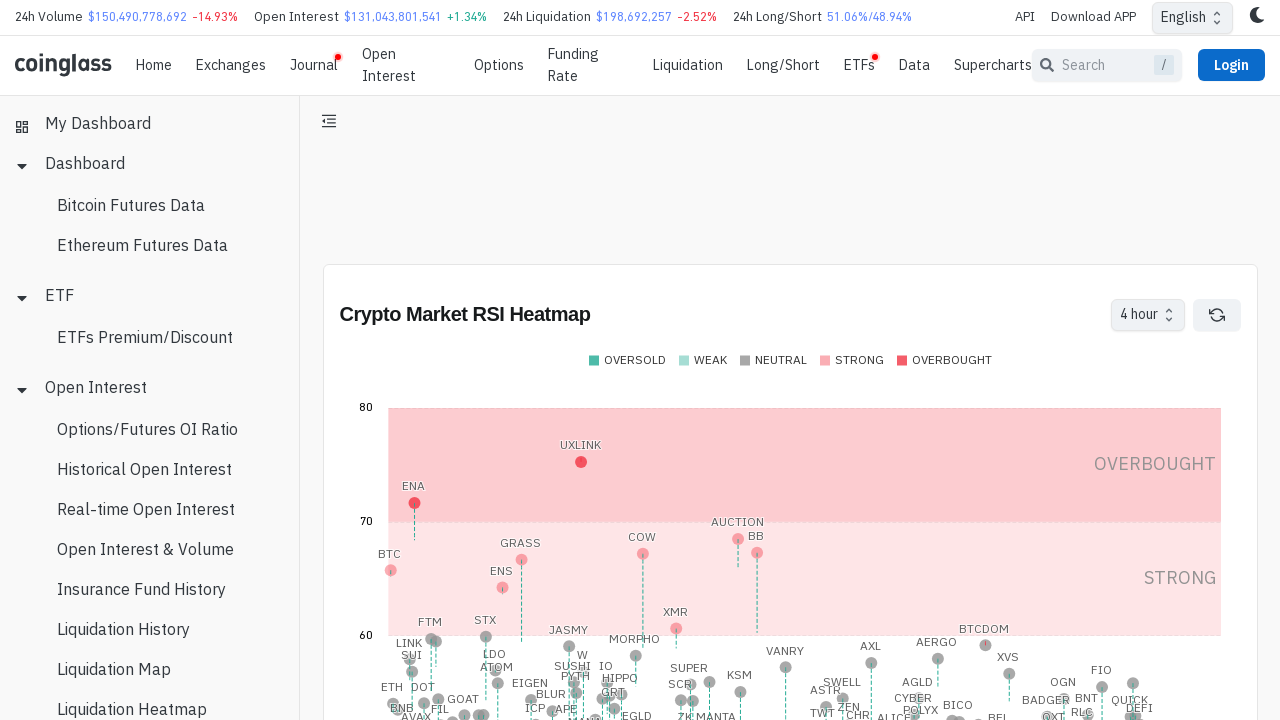 24h Volume $150,490,778,692 -14.93% Open Interest $131,043,801,541 +1.34% 24h Liquidation $198,692,257 -2.52% 24h Long/Short 51.06%/48.94% API Download APP English
coinglass Home Exchanges Journal Open Interest Options Funding Rate Liquidation Long/Short ETFs Data Supercharts Search / Login
My Dashboard
Dashboard
Bitcoin Futures Data
Ethereum Futures Data
ETF
ETFs Premium/Discount
Open Interest
Options/Futures OI Ratio
Historical Open Interest
Real-time Open Interest
Open Interest & Volume
Insurance Fund History
Liquidation History
Liquidation Map
Liquidation Heatmap
Crypto Market RSI Heatmap 4 hour
OVERSOLD WEAK NEUTRAL STRONG OVERBOUGHT
80
UXLINK
OVERBOUGHT
ENA
70
AUCTION
BB
COW
GRASS
BTC
ENS
STRONG
XMR
FTM
STX
JASMY
BTCDOM
60
MORPHO
LINK
AERGO
AXL
VANRY
SUI
LDO
W
XVS
ATOM
SUSHI
IO
SUPER
KSM
FIO
PYTH
HIPPO
ETH
DOT
EIGEN
SCR
SWELL
AGLD
OGN
BLUR
GRT
ASTR
GOAT
CYBER
BADGER
BNT
QUICK
BNB
FIL
ICP
APE
ZEN
POLYX
BICO
DEFI
AVAX
EGLD
ZK
MANTA
TWT
CHR
ALICE
BEL
QXT
RLC